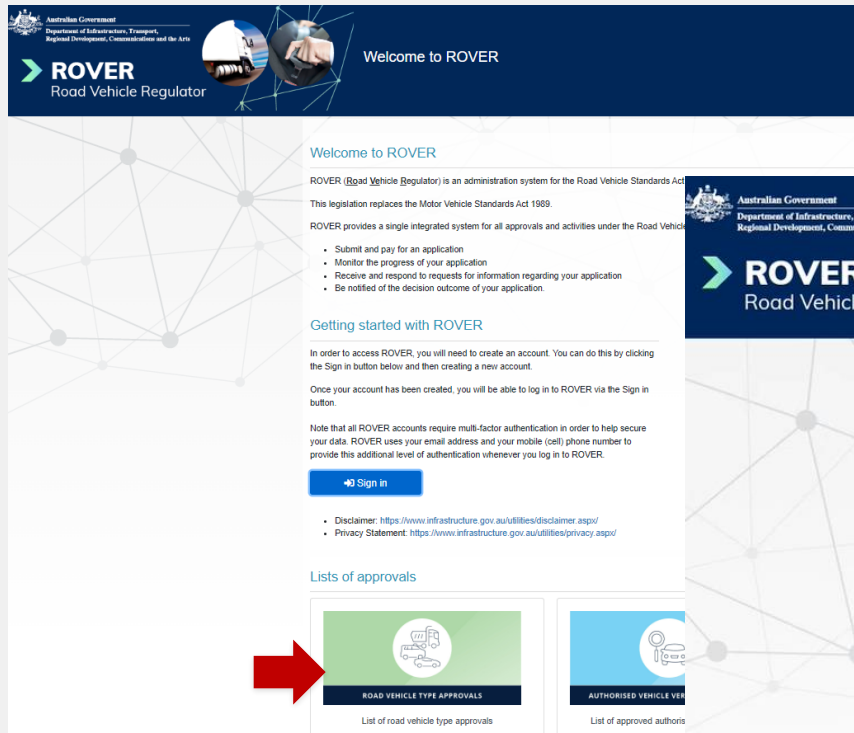 Australian Government
Department of Infrastructure, Transport,
Regional Development, Communications and the Arts
ROVER
Road Vehicle Regulator
Welcome to ROVER
Welcome to ROVER
ROVER (Road Vehicle Regulator) is an administration system for the Road Vehicle Standards Act
This legislation replaces the Motor Vehicle Standards Act 1989.
ROVER provides a single integrated system for all approvals and activities under the Road Vehicle
Submit and pay for an application
Monitor the progress of your application
Receive and respond to requests for information regarding your application
Be notified of the decision outcome of your application.
Getting started with ROVER
In order to access ROVER, you will need to create an account. You can do this by clicking
the Sign in button below and then creating a new account.
Once your account has been created, you will be able to log in to ROVER via the Sign in
button.
Note that all ROVER accounts require multi-factor authentication in order to help secure
your data. ROVER uses your email address and your mobile (cell) phone number to
provide this additional level of authentication whenever you log in to ROVER.
Sign in
Disclaimer: https://www.infrastructure.gov.au/utilities/disclaimer.aspx/
Privacy Statement: https://www.infrastructure.gov.au/utilities/privacy.aspx/
Lists of approvals
ROAD VEHICLE TYPE APPROVALS
List of road vehicle type approvals
AUTHORISED VEHICLE VER
List of approved authoris
Australian Government
Department of Infrastructure,
Regional Development, Commu
ROVER
Road Vehicl